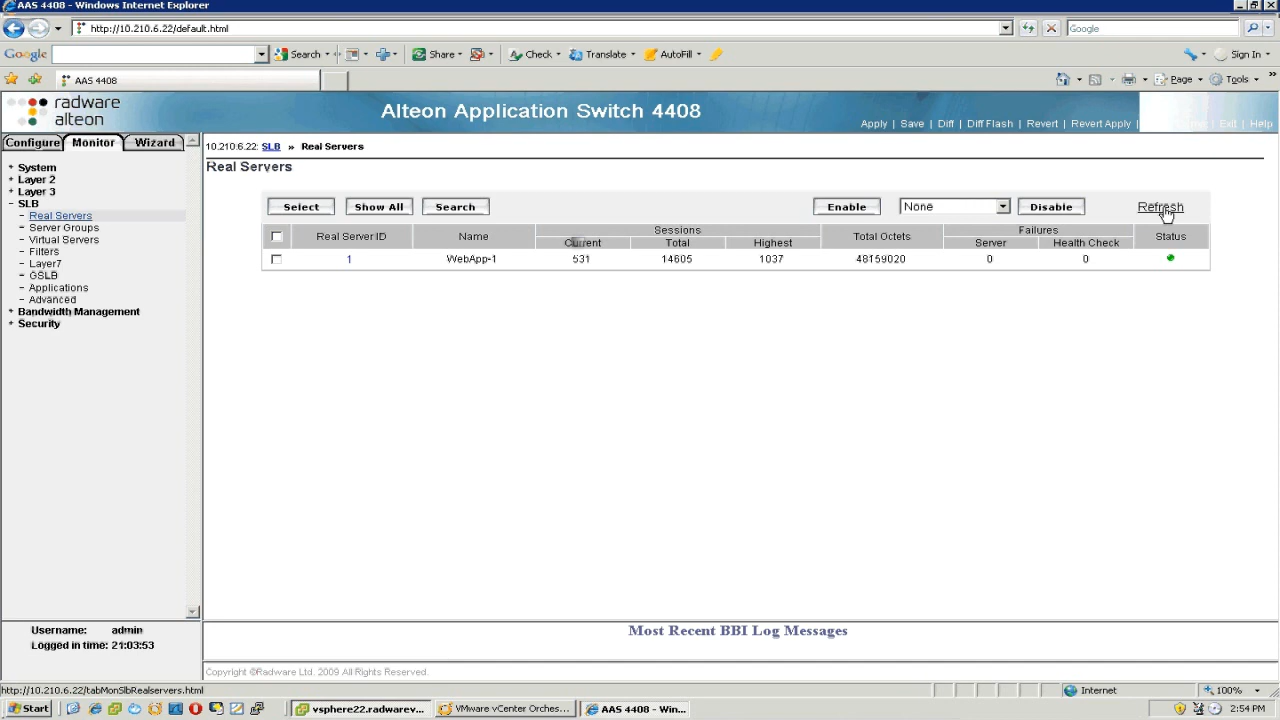 AAS 4408 - Windows Internet Explorer
http://10.210.6.22/default.html
Google
Google
Search
Share
Check
Translate
AutoFill
Sign In
AAS 4408
Page
Tools
radware
alteon
Alteon Application Switch 4408
Apply | Save | Diff | Diff Flash | Revert | Revert Apply | Exit | Help
Configure Monitor Wizard
10.210.6.22: SLB » Real Servers
Real Servers
+ System
+ Layer 2
+ Layer 3
- SLB
- Real Servers
- Server Groups
- Virtual Servers
- Filters
- Layer7
- GSLB
- Applications
- Advanced
+ Bandwidth Management
+ Security
Select Show All Search Enable None Disable Refresh
Real Server ID Name Sessions Total Octets Failures Status
Current Total Highest Server Health Check
1 WebApp-1 531 14605 1037 48159020 0 0
Username: admin
Logged in time: 21:03:53
Most Recent BBI Log Messages
Copyright ©Radware Ltd. 2009 All Rights Reserved.
http://10.210.6.22/tabMonSlbRealservers.html
Internet
100%
Start
vsphere22.radwarev...
VMware vCenter Orches...
AAS 4408 - Win...
2:54 PM